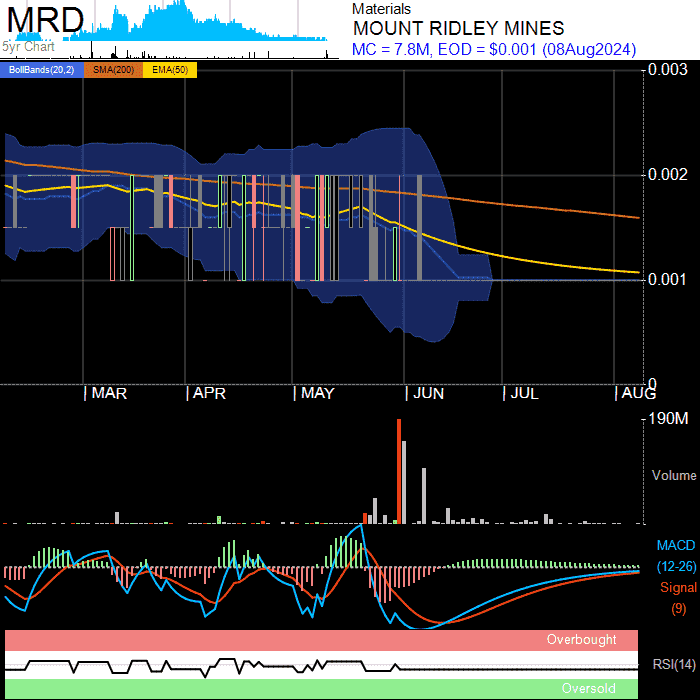 MRD
5yr Chart
Materials
MOUNT RIDLEY MINES
MC = 7.8M, EOD = $0.001 (08Aug2024)
BollBands(20,2) SMA(200) EMA(50)
0.003
0.002
0.001
0
MAR APR MAY JUN JUL AUG
190M
Volume
MACD
(12-26)
Signal
(9)
Overbought
RSI(14)
Oversold